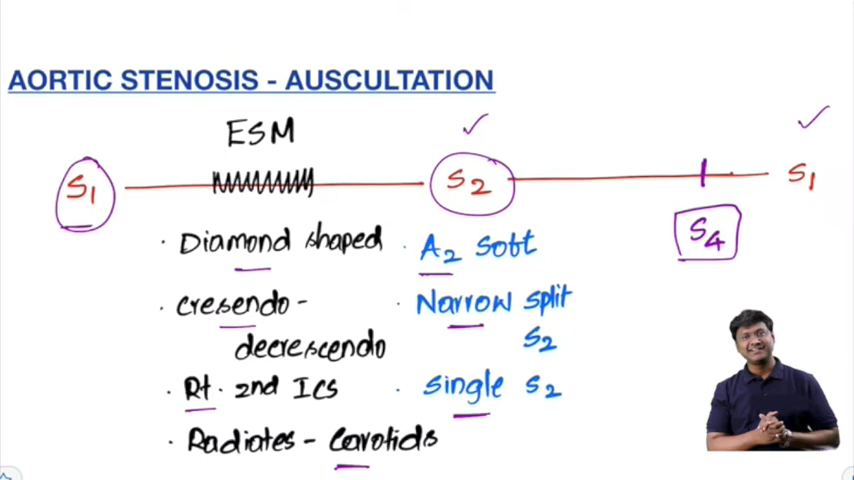 AORTIC STENOSIS - AUSCULTATION
ESM
S1
S2
S1
S4
· Diamond shaped
· cresendo -
decrescendo
· Rt. 2nd ICS
· Radiates - Carotids
· A2 soft
· Narrow split
S2
· single S2